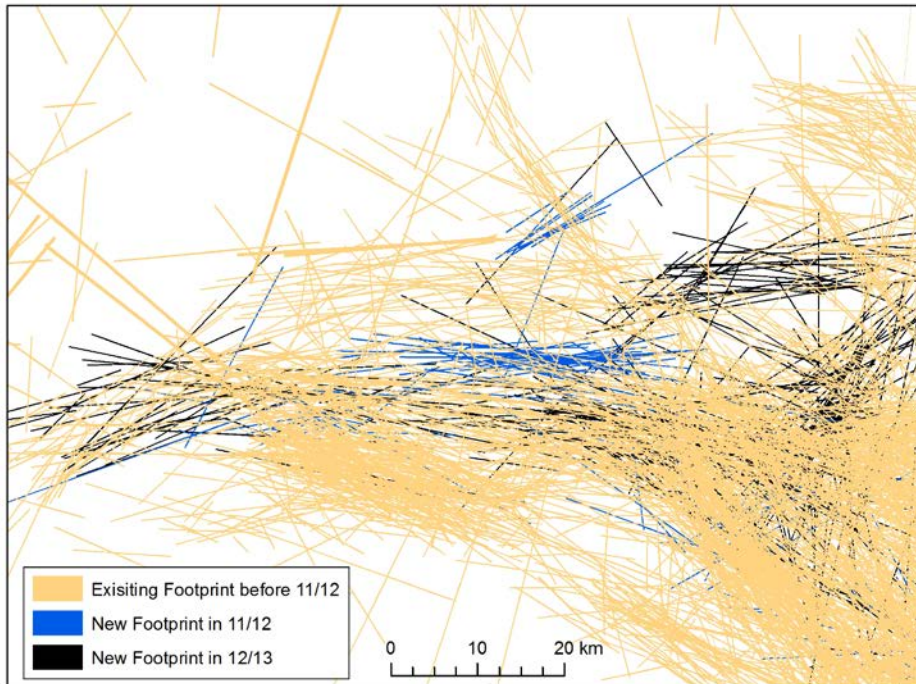 Exisiting Footprint before 11/12
New Footprint in 11/12
New Footprint in 12/13
0 10 20 km